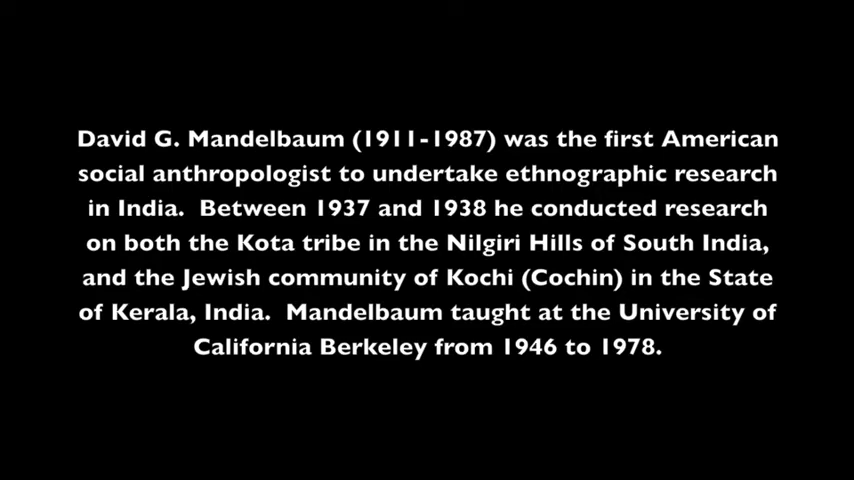 David G. Mandelbaum (1911-1987) was the first American
social anthropologist to undertake ethnographic research
in India.  Between 1937 and 1938 he conducted research
on both the Kota tribe in the Nilgiri Hills of South India,
and the Jewish community of Kochi (Cochin) in the State
of Kerala, India.  Mandelbaum taught at the University of
California Berkeley from 1946 to 1978.